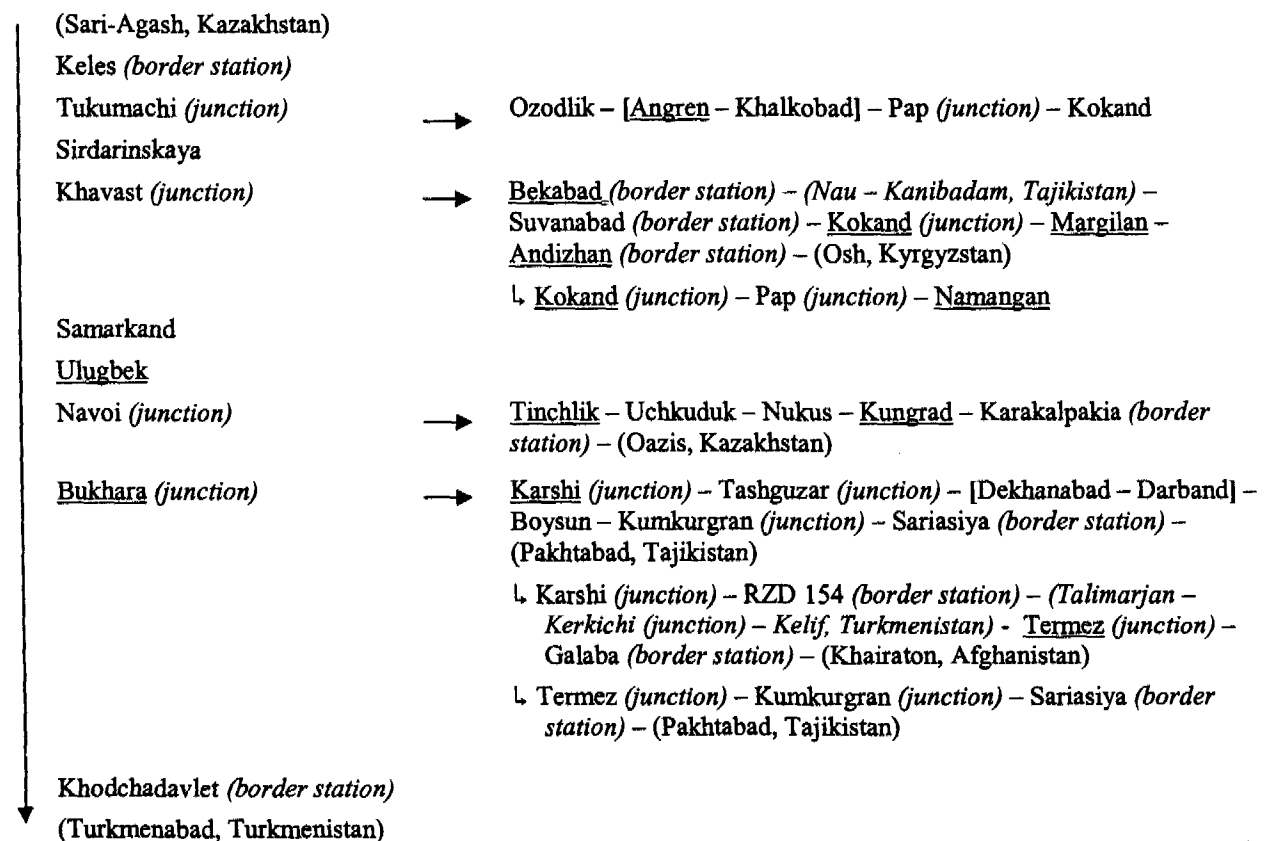 (Sari-Agash, Kazakhstan)
Keles (border station)
Tukumachi (junction) → Ozodlik – [Angren – Khalkobad] – Pap (junction) – Kokand
Sirdarinskaya
Khavast (junction) → Bekabad (border station) – (Nau – Kanibadam, Tajikistan) –
Suvanabad (border station) – Kokand (junction) – Margilan –
Andizhan (border station) – (Osh, Kyrgyzstan)
↳ Kokand (junction) – Pap (junction) – Namangan
Samarkand
Ulugbek
Navoi (junction) → Tinchlik – Uchkuduk – Nukus – Kungrad – Karakalpakia (border
station) – (Oazis, Kazakhstan)
Bukhara (junction) → Karshi (junction) – Tashguzar (junction) – [Dekhanabad – Darband] –
Boysun – Kumkurgran (junction) – Sariasiya (border station) –
(Pakhtabad, Tajikistan)
↳ Karshi (junction) – RZD 154 (border station) – (Talimarjan –
Kerkichi (junction) – Kelif, Turkmenistan) - Termez (junction) –
Galaba (border station) – (Khairaton, Afghanistan)
↳ Termez (junction) – Kumkurgran (junction) – Sariasiya (border
station) – (Pakhtabad, Tajikistan)
Khodchadavlet (border station)
(Turkmenabad, Turkmenistan)